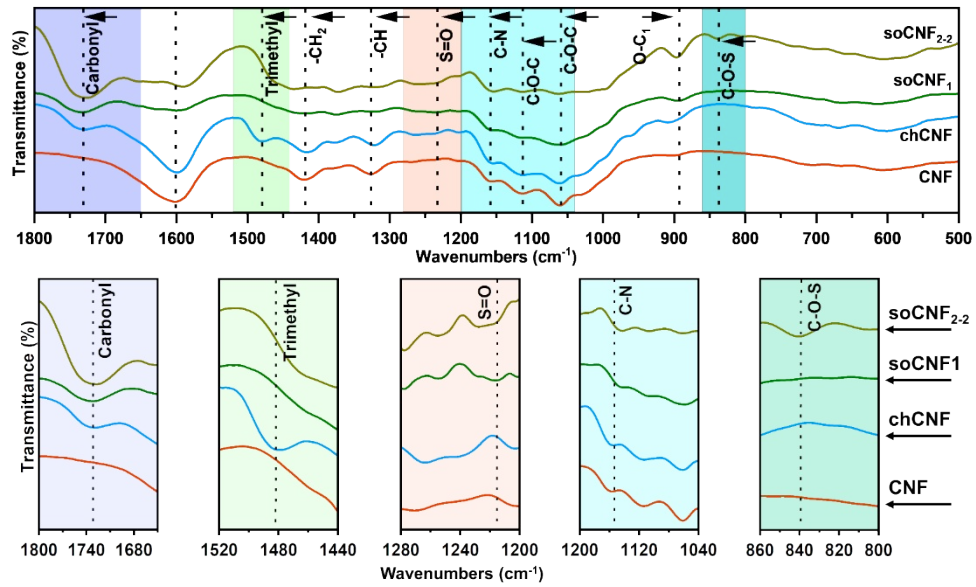 Transmittance (%)
Carbonyl
Trimethyl
-CH2
-CH
S=O
C-N
C-O-C
C-O-C
O-C1
C-O-S
soCNF2-2
soCNF1
chCNF
CNF
1800 1700 1600 1500 1400 1300 1200 1100 1000 900 800 700 600 500
Wavenumbers (cm-1)
Transmittance (%)
Carbonyl
Trimethyl
S=O
C-N
C-O-S
soCNF2-2
soCNF1
chCNF
CNF
1800 1740 1680 1520 1480 1440 1280 1240 1200 1200 1120 1040 860 840 820 800
Wavenumbers (cm-1)